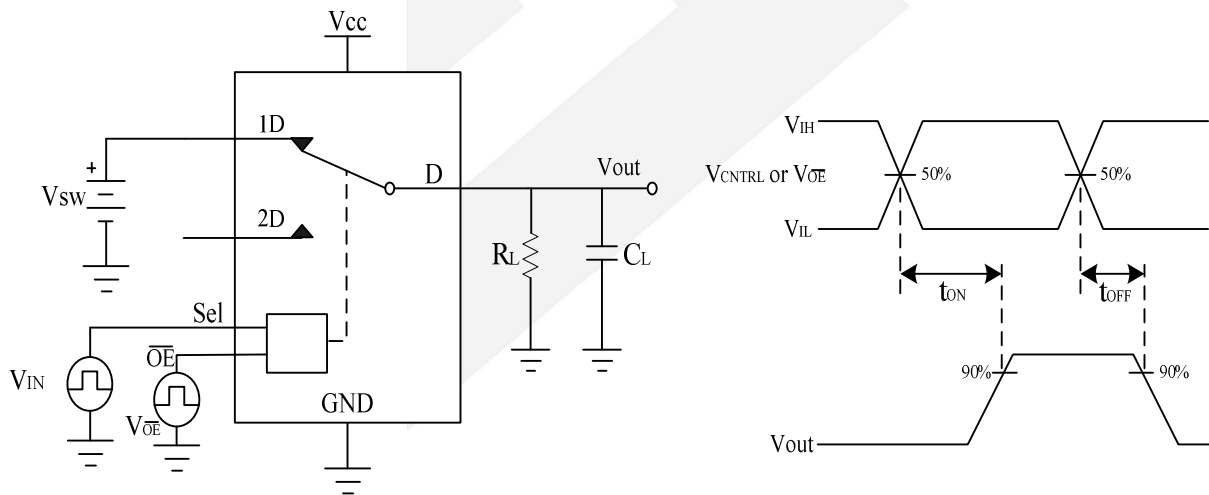 Vcc
1D
Vsw
+
D
Vout
2D
RL
CL
Sel
OE
VIN
VOE
GND
VIH
VCNTRL or VOE
50%
50%
VIL
tON
tOFF
90%
90%
Vout